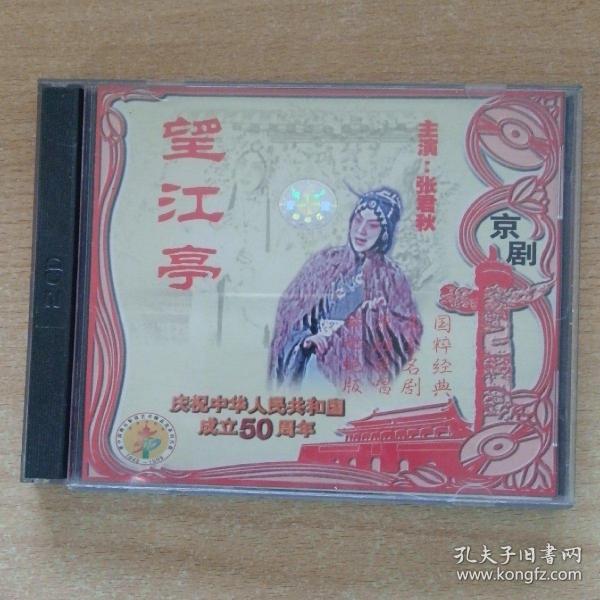 望江亭
主演：张君秋
京剧
国粹经典
名剧
庆祝中华人民共和国
成立50周年
孔夫子旧书网
www.kongfz.com